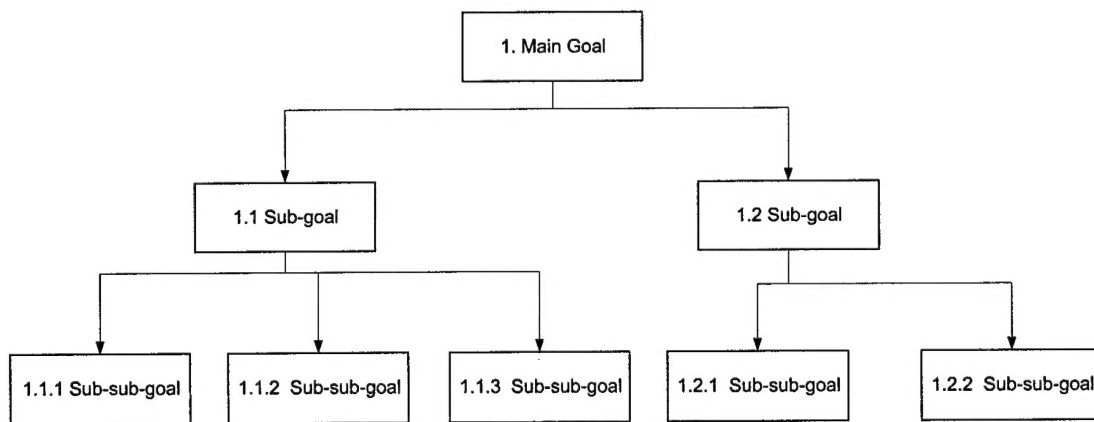 1. Main Goal
1.1 Sub-goal
1.2 Sub-goal
1.1.1 Sub-sub-goal
1.1.2 Sub-sub-goal
1.1.3 Sub-sub-goal
1.2.1 Sub-sub-goal
1.2.2 Sub-sub-goal